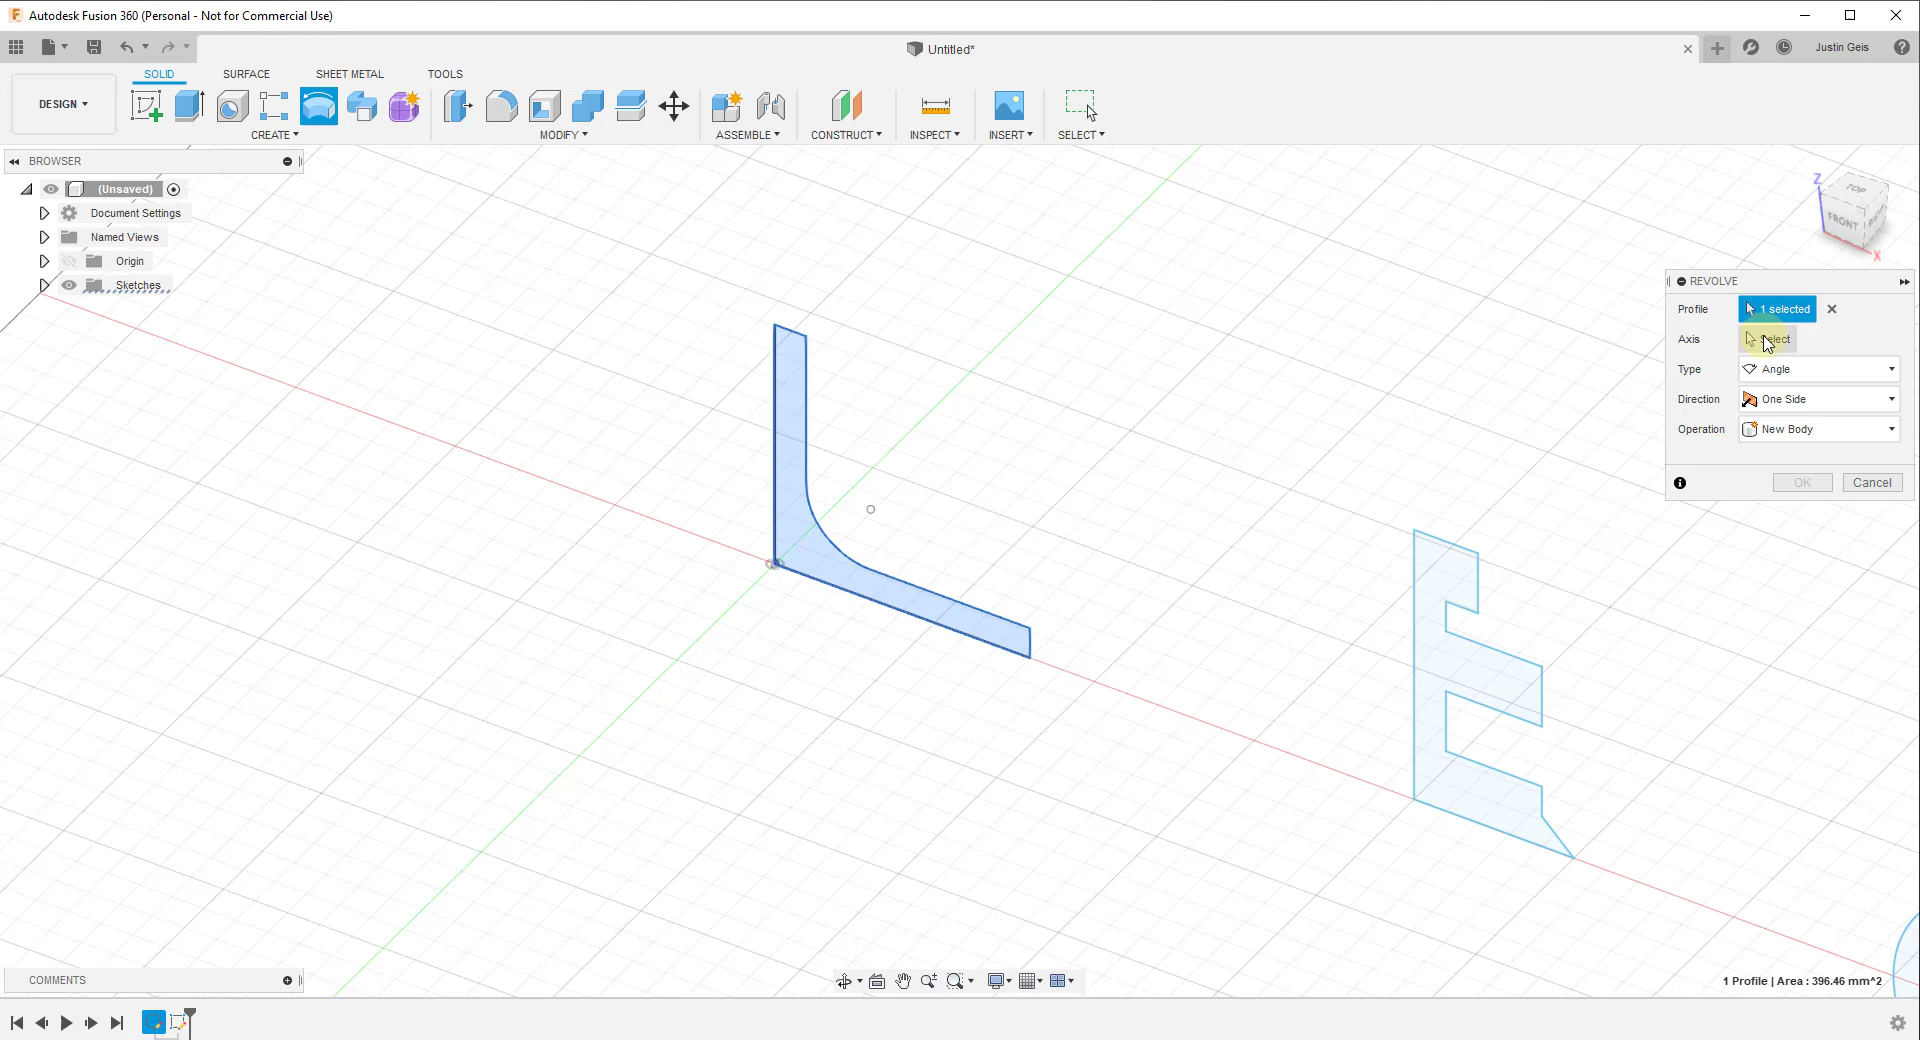 Autodesk Fusion 360 (Personal - Not for Commercial Use)
Untitled*
Justin Geis
DESIGN
SOLID
SURFACE
SHEET METAL
TOOLS
CREATE
MODIFY
ASSEMBLE
CONSTRUCT
INSPECT
INSERT
SELECT
BROWSER
(Unsaved)
Document Settings
Named Views
Origin
Sketches
Z
TOP
FRONT
X
REVOLVE
Profile
1 selected
Axis
Select
Type
Angle
Direction
One Side
Operation
New Body
OK
Cancel
COMMENTS
1 Profile | Area : 396.46 mm^2